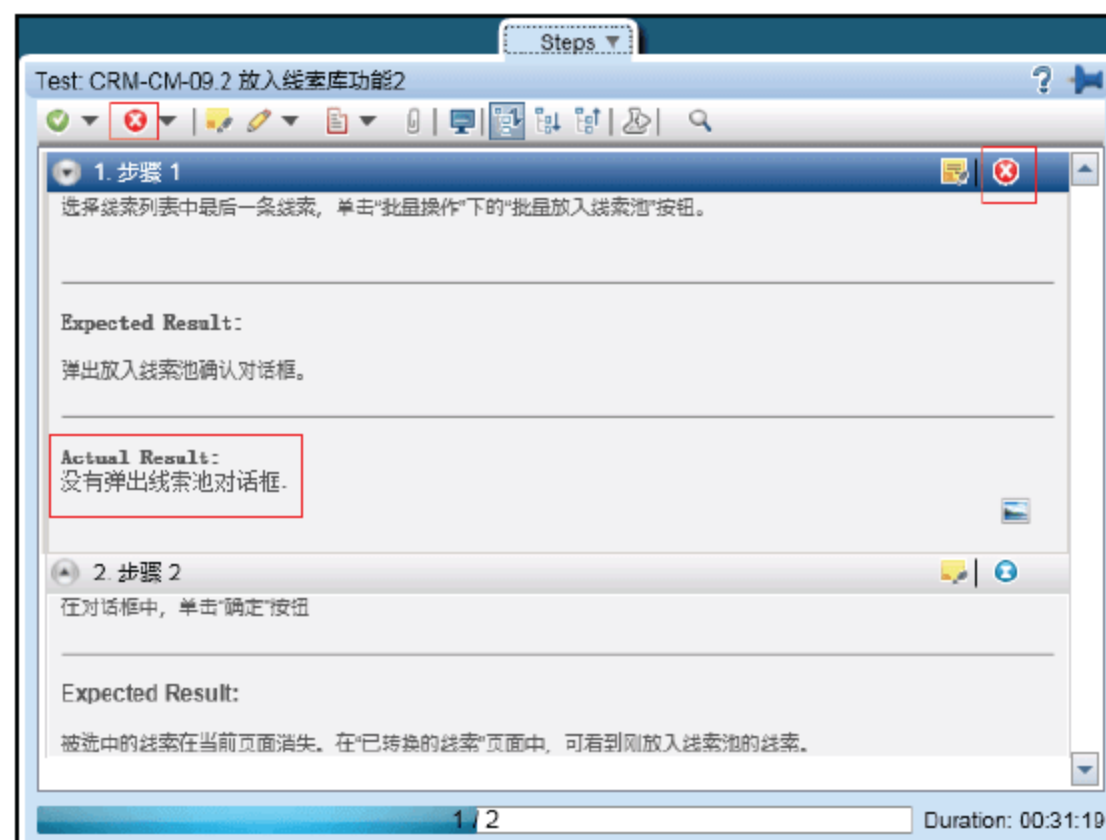 Steps
Test: CRM-CM-09.2 放入线索库功能2
1. 步骤 1
选择线索列表中最后一条线索，单击“批量操作”下的“批量放入线索池”按钮。
Expected Result:
弹出放入线索池确认对话框。
Actual Result:
没有弹出线索池对话框.
2. 步骤 2
在对话框中，单击“确定”按钮
Expected Result:
被选中的线索在当前页面消失。在“已转换的线索”页面中，可看到刚放入线索池的线索。
1 / 2
Duration: 00:31:19